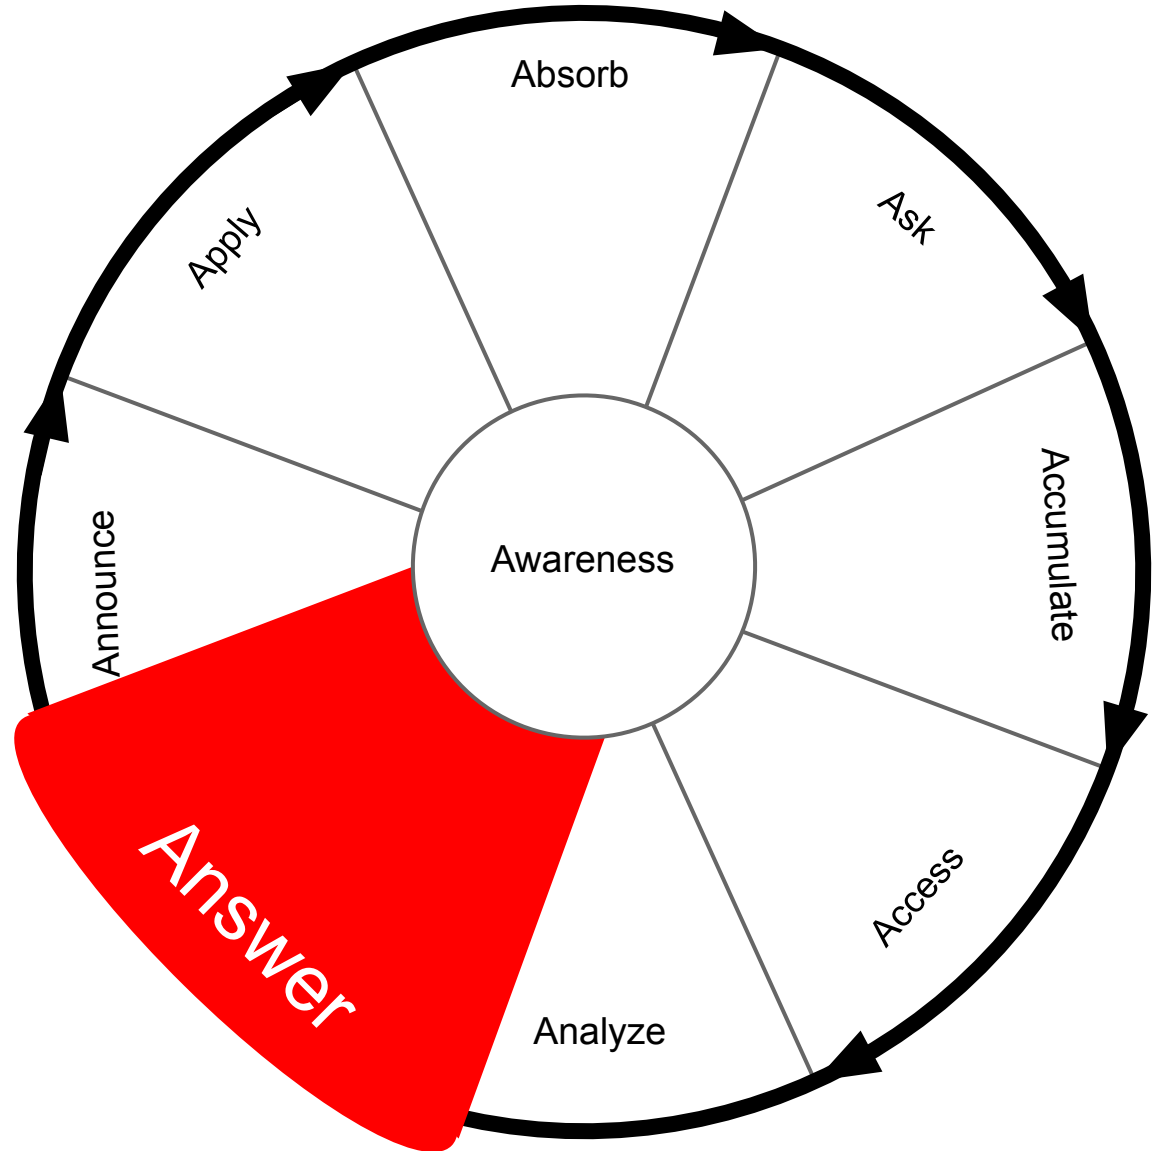 Absorb
Ask
Accumulate
Access
Analyze
Answer
Announce
Apply
Awareness